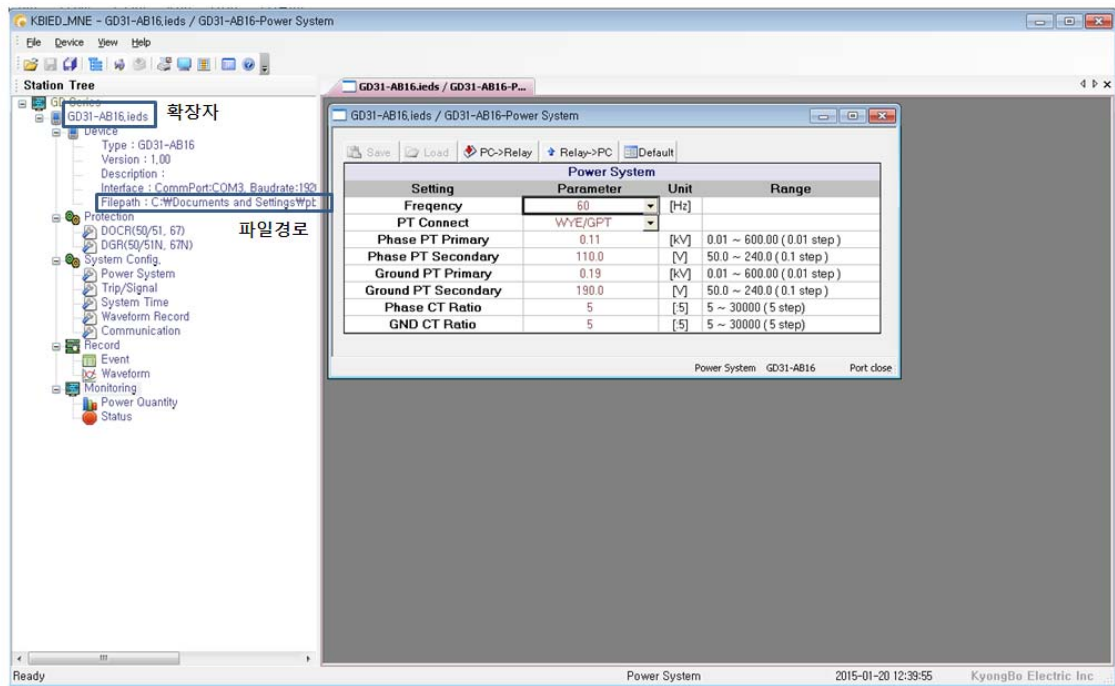 KBIED_MNE - GD31-AB16.ieds / GD31-AB16-Power System
File Device View Help
Station Tree
GD Series
GD31-AB16.ieds 확장자
Device
Type : GD31-AB16
Version : 1.00
Description :
Interface : CommPort:COM3, Baudrate:192
Filepath : C:₩Documents and Settings₩pb
파일경로
Protection
DOCR(50/51, 67)
DGR(50/51N, 67N)
System Config.
Power System
Trip/Signal
System Time
Waveform Record
Communication
Record
Event
Waveform
Monitoring
Power Quantity
Status
GD31-AB16.ieds / GD31-AB16-P...
GD31-AB16.ieds / GD31-AB16-Power System
Save Load PC->Relay Relay->PC Default
Power System
Setting Parameter Unit Range
Freqency 60 [Hz]
PT Connect WYE/GPT
Phase PT Primary 0.11 [kV] 0.01 ~ 600.00 ( 0.01 step )
Phase PT Secondary 110.0 [V] 50.0 ~ 240.0 ( 0.1 step )
Ground PT Primary 0.19 [kV] 0.01 ~ 600.00 ( 0.01 step )
Ground PT Secondary 190.0 [V] 50.0 ~ 240.0 ( 0.1 step )
Phase CT Ratio 5 [:5] 5 ~ 30000 ( 5 step)
GND CT Ratio 5 [:5] 5 ~ 30000 ( 5 step)
Power System GD31-AB16 Port close
Ready Power System 2015-01-20 12:39:55 KyongBo Electric Inc